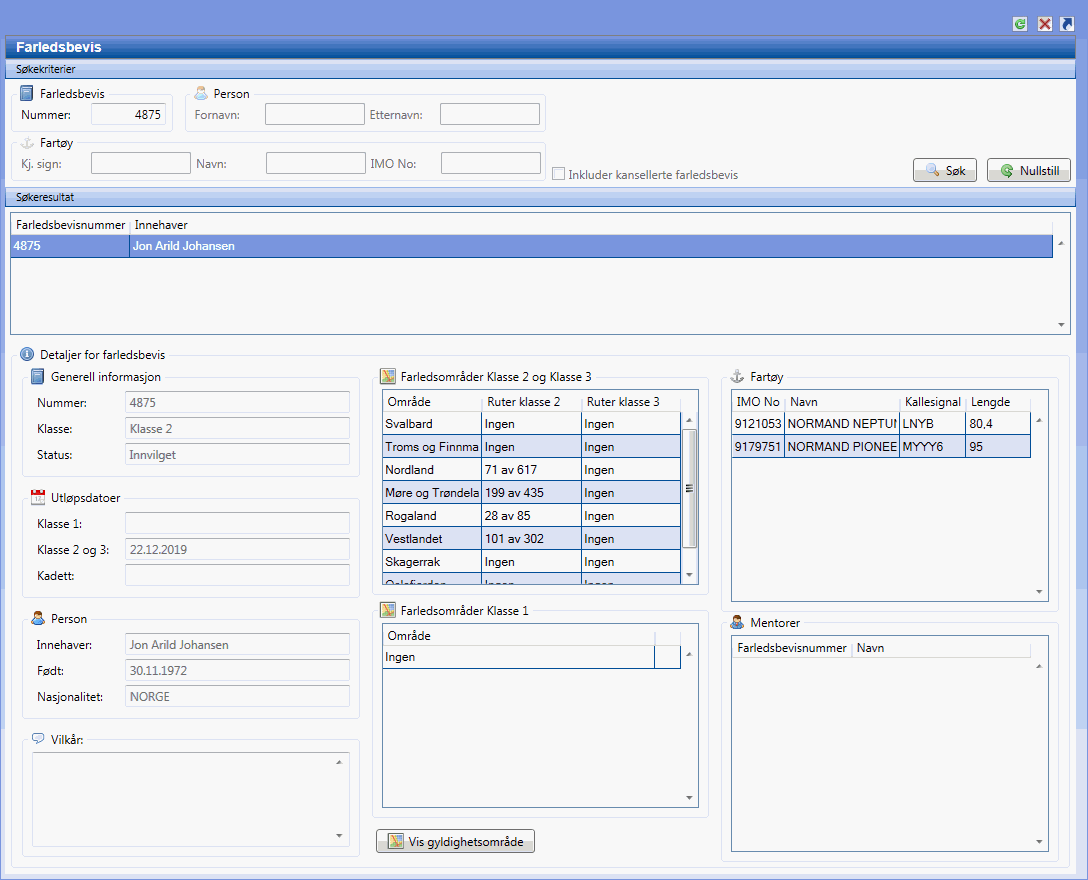 Farledsbevis
Søkekriterier
Farledsbevis
Nummer: 4875
Person
Fornavn: Etternavn:
Fartøy
Kj. sign: Navn: IMO No:
Inkluder kansellerte farledsbevis
Søk Nullstill
Søkeresultat
Farledsbevisnummer Innehaver
4875 Jon Arild Johansen
Detaljer for farledsbevis
Generell informasjon
Nummer: 4875
Klasse: Klasse 2
Status: Innvilget
Utløpsdatoer
Klasse 1:
Klasse 2 og 3: 22.12.2019
Kadett:
Person
Innehaver: Jon Arild Johansen
Født: 30.11.1972
Nasjonalitet: NORGE
Vilkår:
Farledsområder Klasse 2 og Klasse 3
Område Ruter klasse 2 Ruter klasse 3
Svalbard Ingen Ingen
Troms og Finnma Ingen Ingen
Nordland 71 av 617 Ingen
Møre og Trøndela 199 av 435 Ingen
Rogaland 28 av 85 Ingen
Vestlandet 101 av 302 Ingen
Skagerrak Ingen Ingen
Farledsområder Klasse 1
Område
Ingen
Vis gyldighetsområde
Fartøy
IMO No Navn Kallesignal Lengde
9121053 NORMAND NEPTUN LNYB 80,4
9179751 NORMAND PIONEE MYYY6 95
Mentorer
Farledsbevisnummer Navn